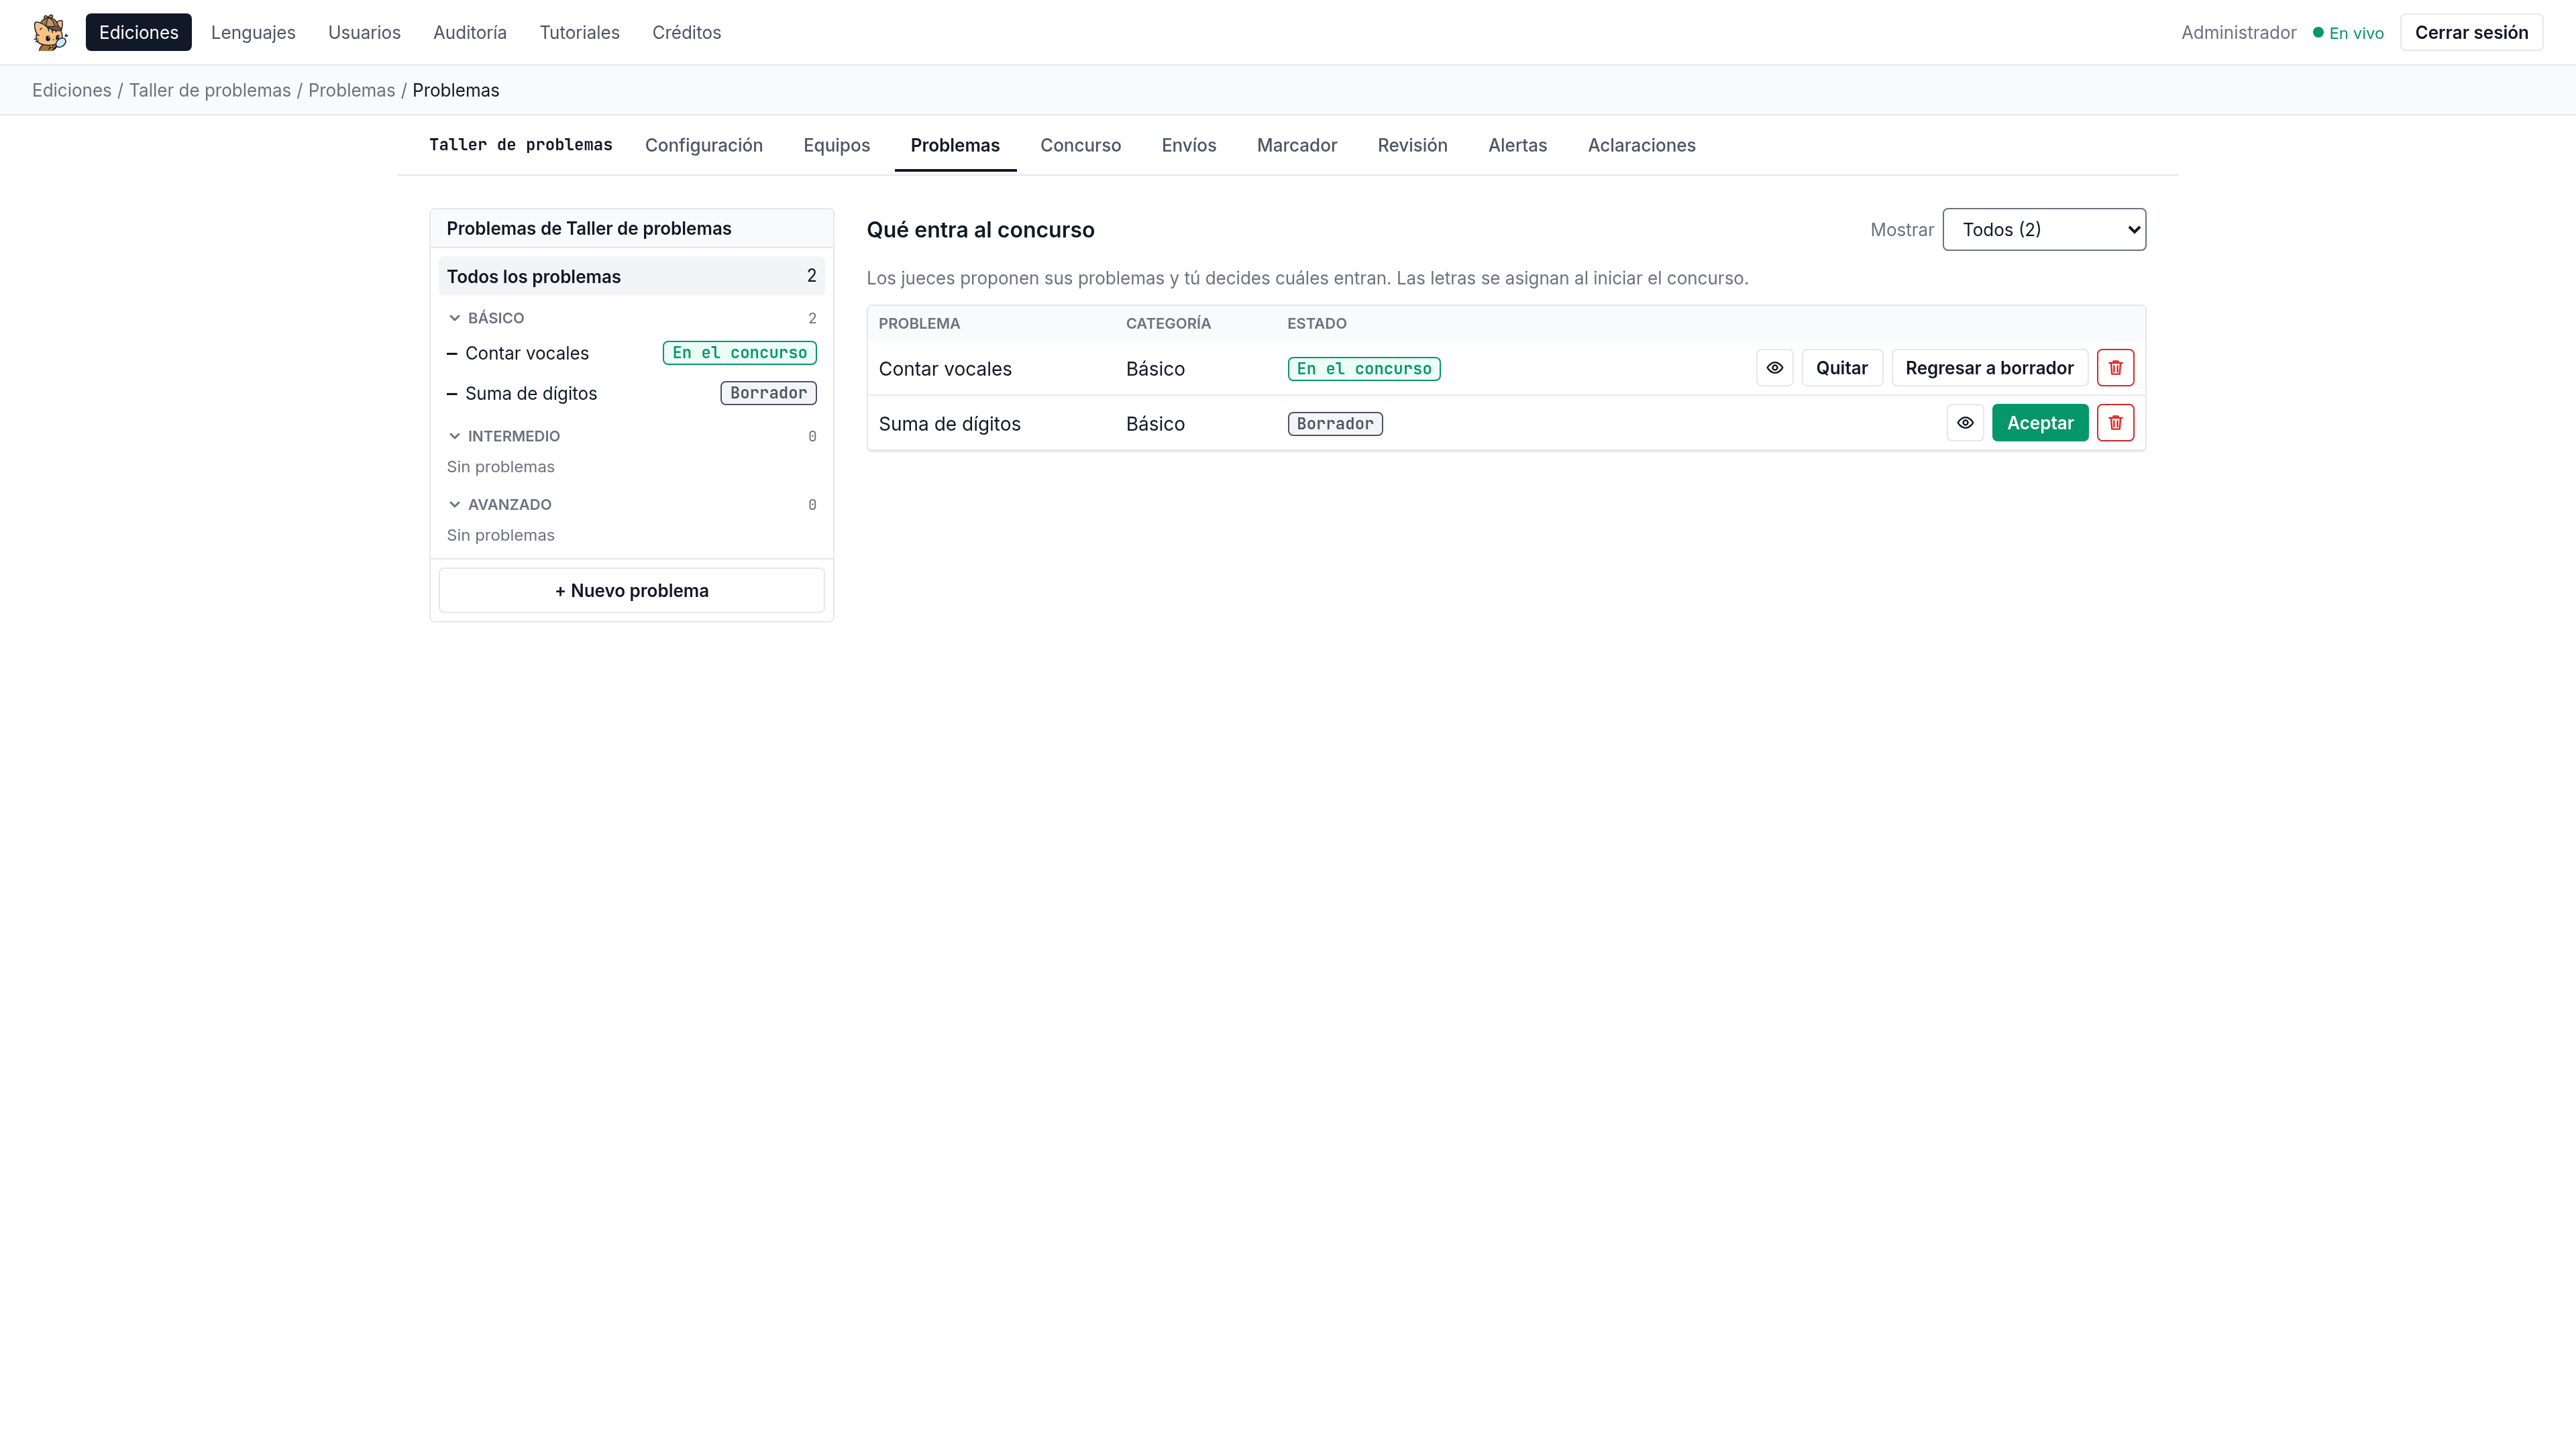 Ediciones Lenguajes Usuarios Auditoría Tutoriales Créditos Administrador En vivo Cerrar sesión
Ediciones / Taller de problemas / Problemas / Problemas
Taller de problemas Configuración Equipos Problemas Concurso Envíos Marcador Revisión Alertas Aclaraciones
Problemas de Taller de problemas
Todos los problemas 2
BÁSICO 2
– Contar vocales En el concurso
– Suma de dígitos Borrador
INTERMEDIO 0
Sin problemas
AVANZADO 0
Sin problemas
+ Nuevo problema
Qué entra al concurso Mostrar Todos (2)
Los jueces proponen sus problemas y tú decides cuáles entran. Las letras se asignan al iniciar el concurso.
PROBLEMA CATEGORÍA ESTADO
Contar vocales Básico En el concurso Quitar Regresar a borrador
Suma de dígitos Básico Borrador Aceptar